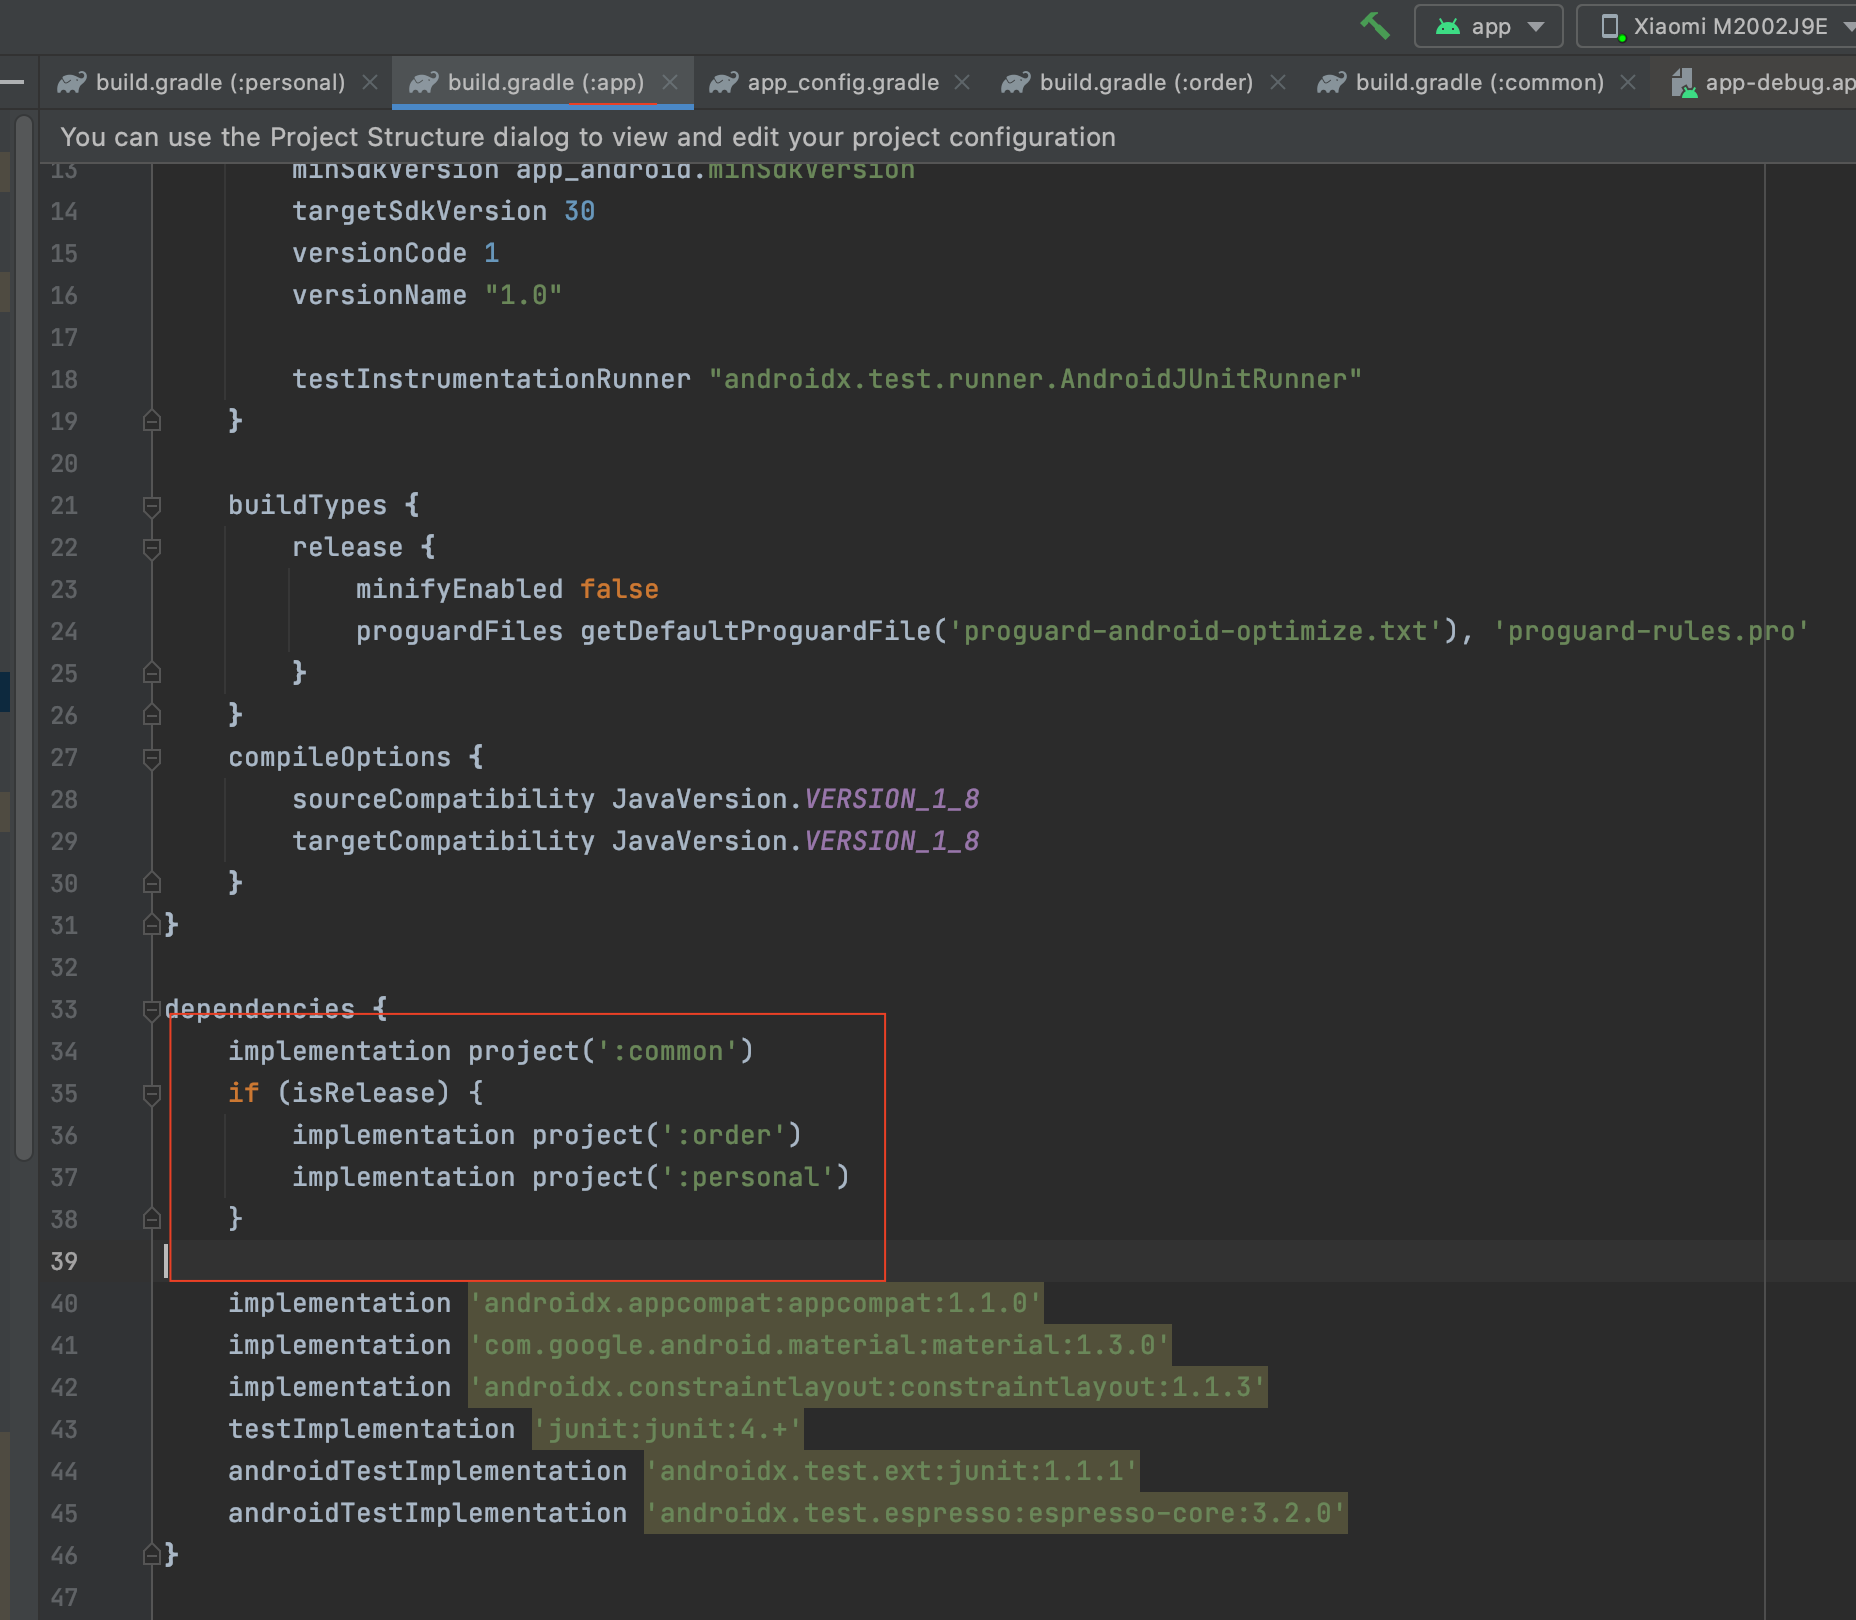 app
Xiaomi M2002J9E
build.gradle (:personal)
build.gradle (:app)
app_config.gradle
build.gradle (:order)
build.gradle (:common)
app-debug.ap
You can use the Project Structure dialog to view and edit your project configuration
13 minSdkVersion app_android.minSdkVersion
14 targetSdkVersion 30
15 versionCode 1
16 versionName "1.0"
17
18 testInstrumentationRunner "androidx.test.runner.AndroidJUnitRunner"
19 }
20
21 buildTypes {
22 release {
23 minifyEnabled false
24 proguardFiles getDefaultProguardFile('proguard-android-optimize.txt'), 'proguard-rules.pro'
25 }
26 }
27 compileOptions {
28 sourceCompatibility JavaVersion.VERSION_1_8
29 targetCompatibility JavaVersion.VERSION_1_8
30 }
31 }
32
33 dependencies {
34 implementation project(':common')
35 if (isRelease) {
36 implementation project(':order')
37 implementation project(':personal')
38 }
39
40 implementation 'androidx.appcompat:appcompat:1.1.0'
41 implementation 'com.google.android.material:material:1.3.0'
42 implementation 'androidx.constraintlayout:constraintlayout:1.1.3'
43 testImplementation 'junit:junit:4.+'
44 androidTestImplementation 'androidx.test.ext:junit:1.1.1'
45 androidTestImplementation 'androidx.test.espresso:espresso-core:3.2.0'
46 }
47